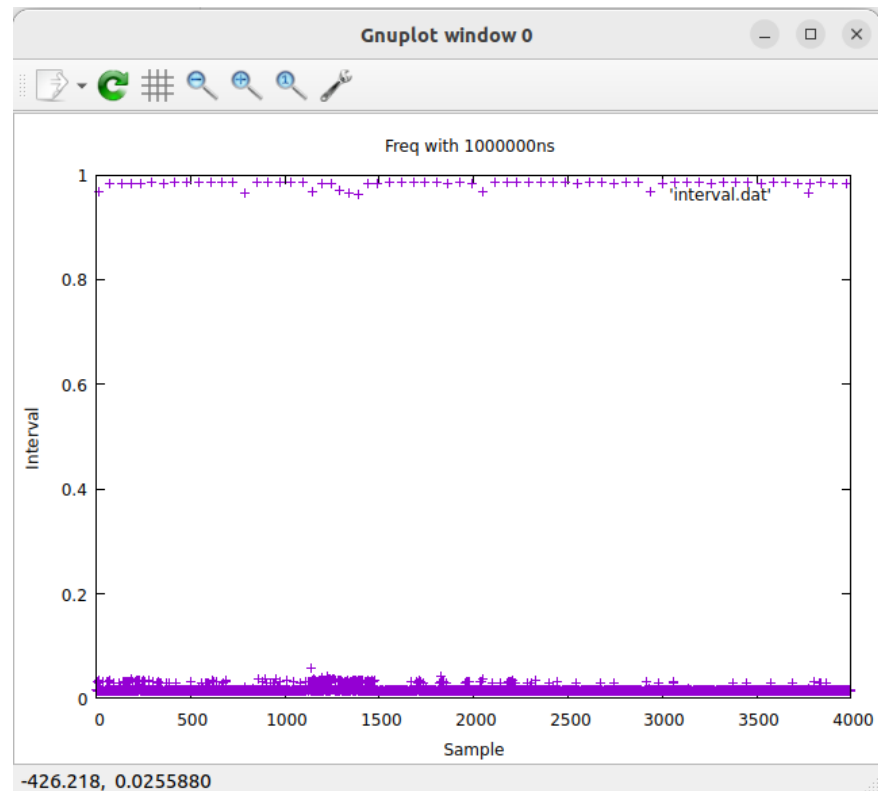 Gnuplot window 0
Freq with 1000000ns
'interval.dat'
1
0.8
0.6
0.4
0.2
0
Interval
0 500 1000 1500 2000 2500 3000 3500 4000
Sample
-426.218, 0.0255880